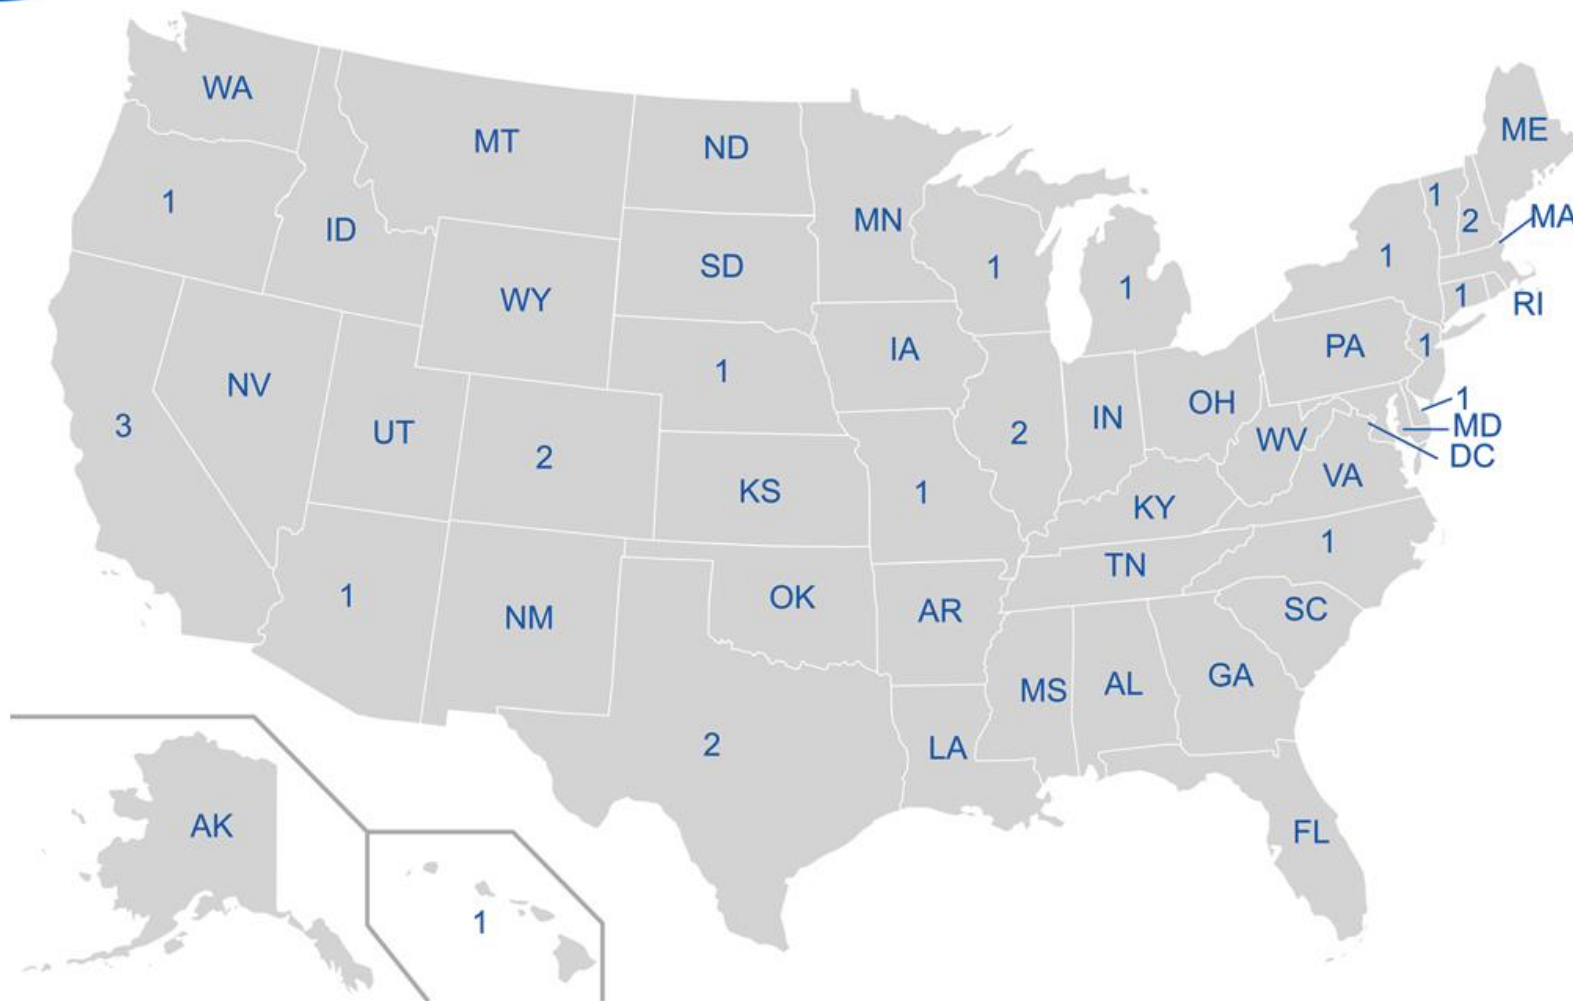 WA
MT
ND
ME
1
ID
MN
1
2
MA
WY
SD
1
1
1
1
RI
NV
UT
1
IA
PA
1
3
2
KS
2
IN
OH
WV
1
MD
DC
VA
1
KY
1
TN
1
NM
OK
AR
SC
MS
AL
GA
2
LA
AK
1
FL